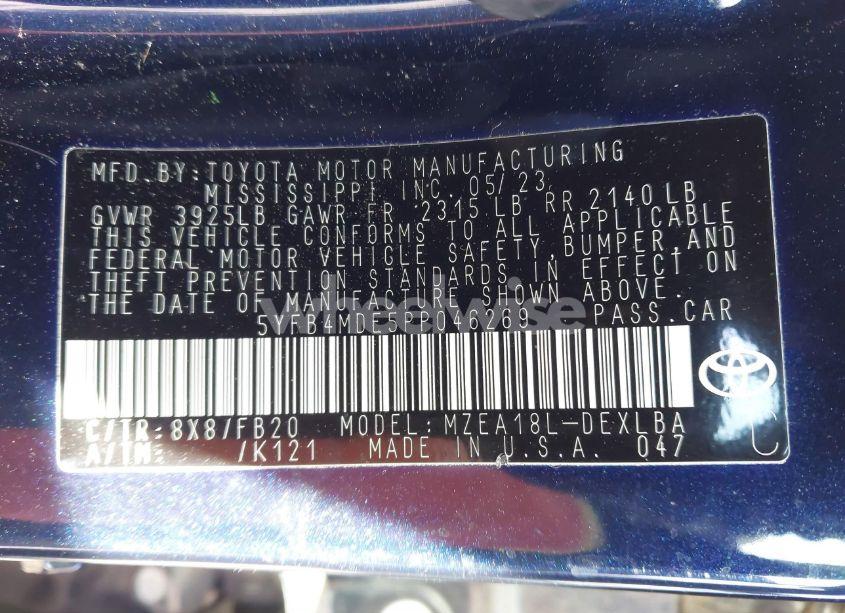 MFD.BY:TOYOTA MOTOR MANUFACTURING
MISSISSIPPI INC. 05/23
GVWR 3925LB GAWR FR 2315 LB RR 2140 LB
THIS VEHICLE CONFORMS TO ALL APPLICABLE
FEDERAL MOTOR VEHICLE SAFETY,BUMPER,AND
THEFT PREVENTION STANDARDS IN EFFECT ON
THE DATE OF MANUFACTURE SHOWN ABOVE.
PASS.CAR
wheelwise
C/TR:8X8/FB20 MODEL:MZEA18L-DEXLBA
A/TM: /K121 MADE IN U.S.A. 047